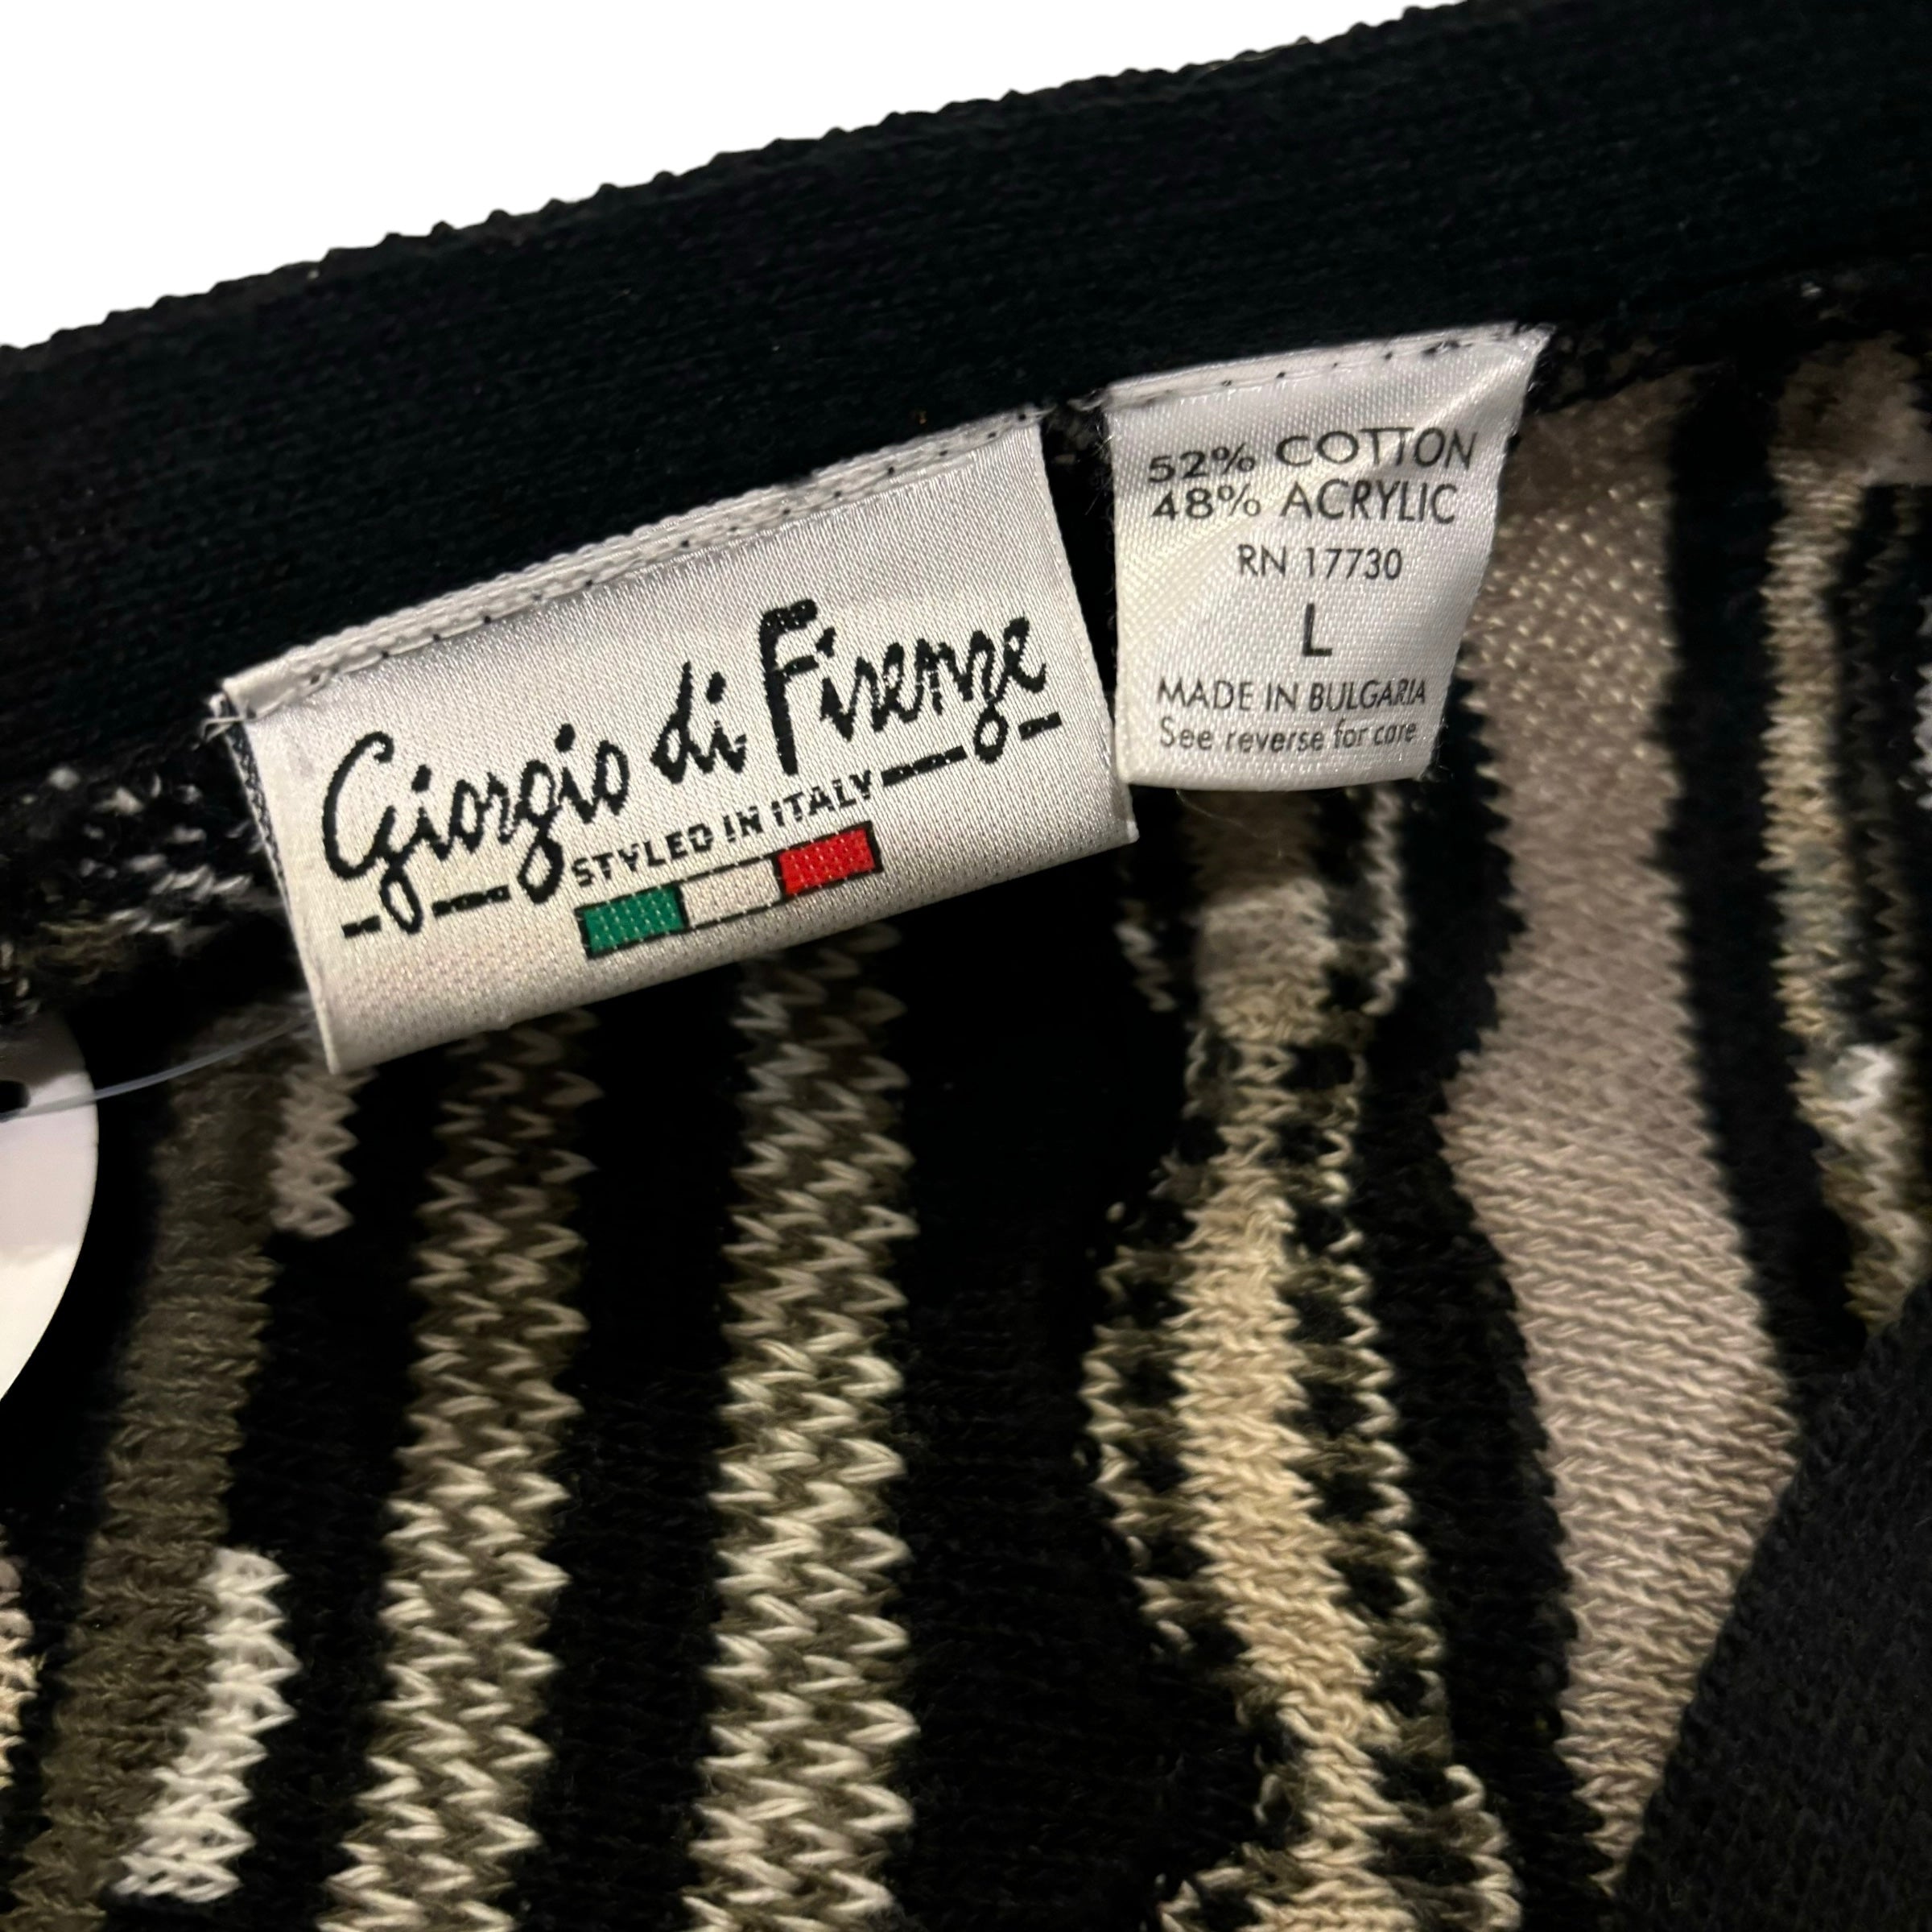 Giorgio di Firenze
STYLED IN ITALY
52% COTTON
48% ACRYLIC
RN 17730
L
MADE IN BULGARIA
See reverse for care